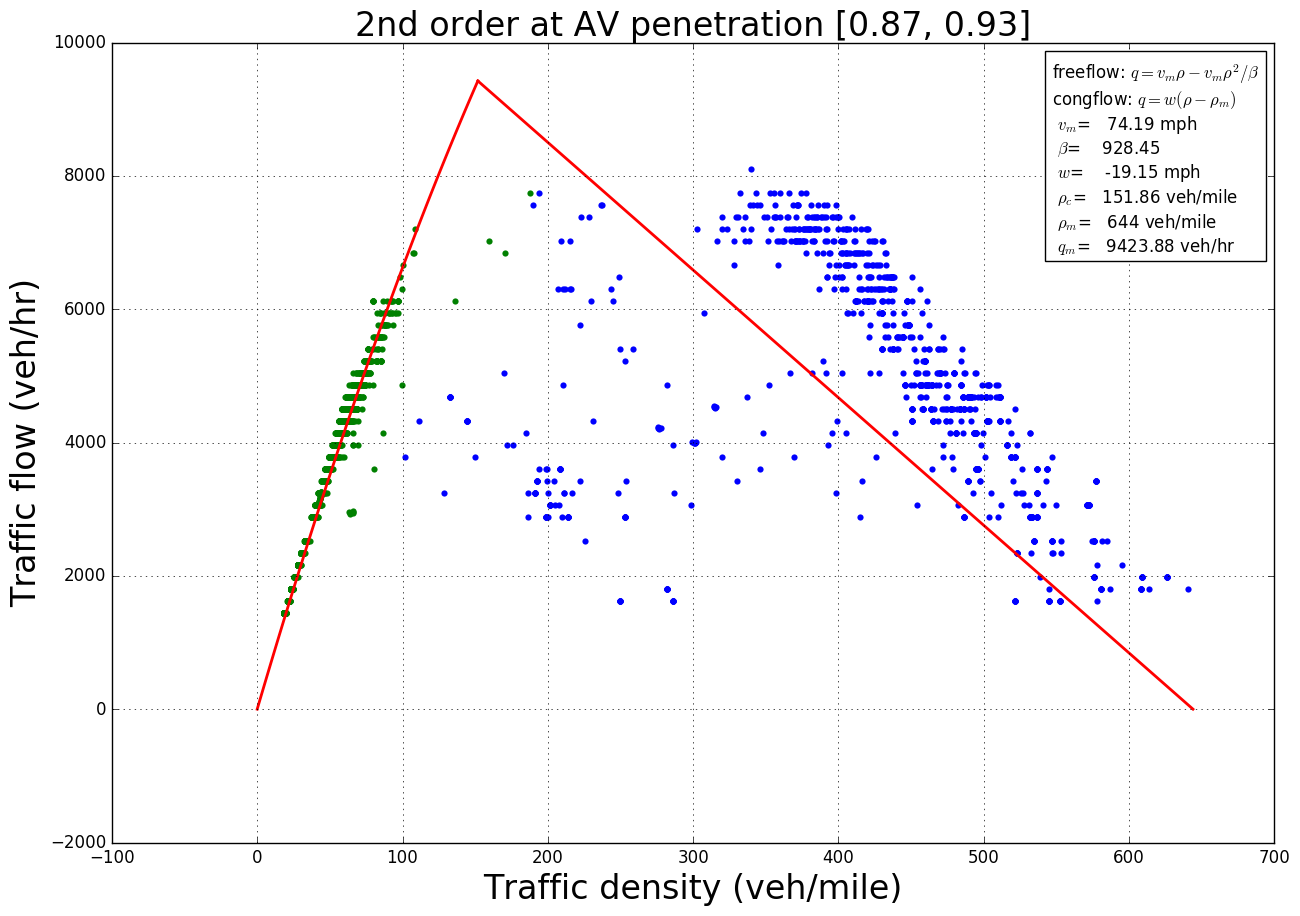 2nd order at AV penetration [0.87, 0.93]
10000
8000
6000
4000
2000
0
−2000
−100
0
100
200
300
400
500
600
700
Traffic flow (veh/hr)
Traffic density (veh/mile)
freeflow: q = v_m ρ − v_m ρ²/β
congflow: q = w(ρ − ρ_m)
v_m= 74.19 mph
β= 928.45
w= -19.15 mph
ρ_c= 151.86 veh/mile
ρ_m= 644 veh/mile
q_m= 9423.88 veh/hr